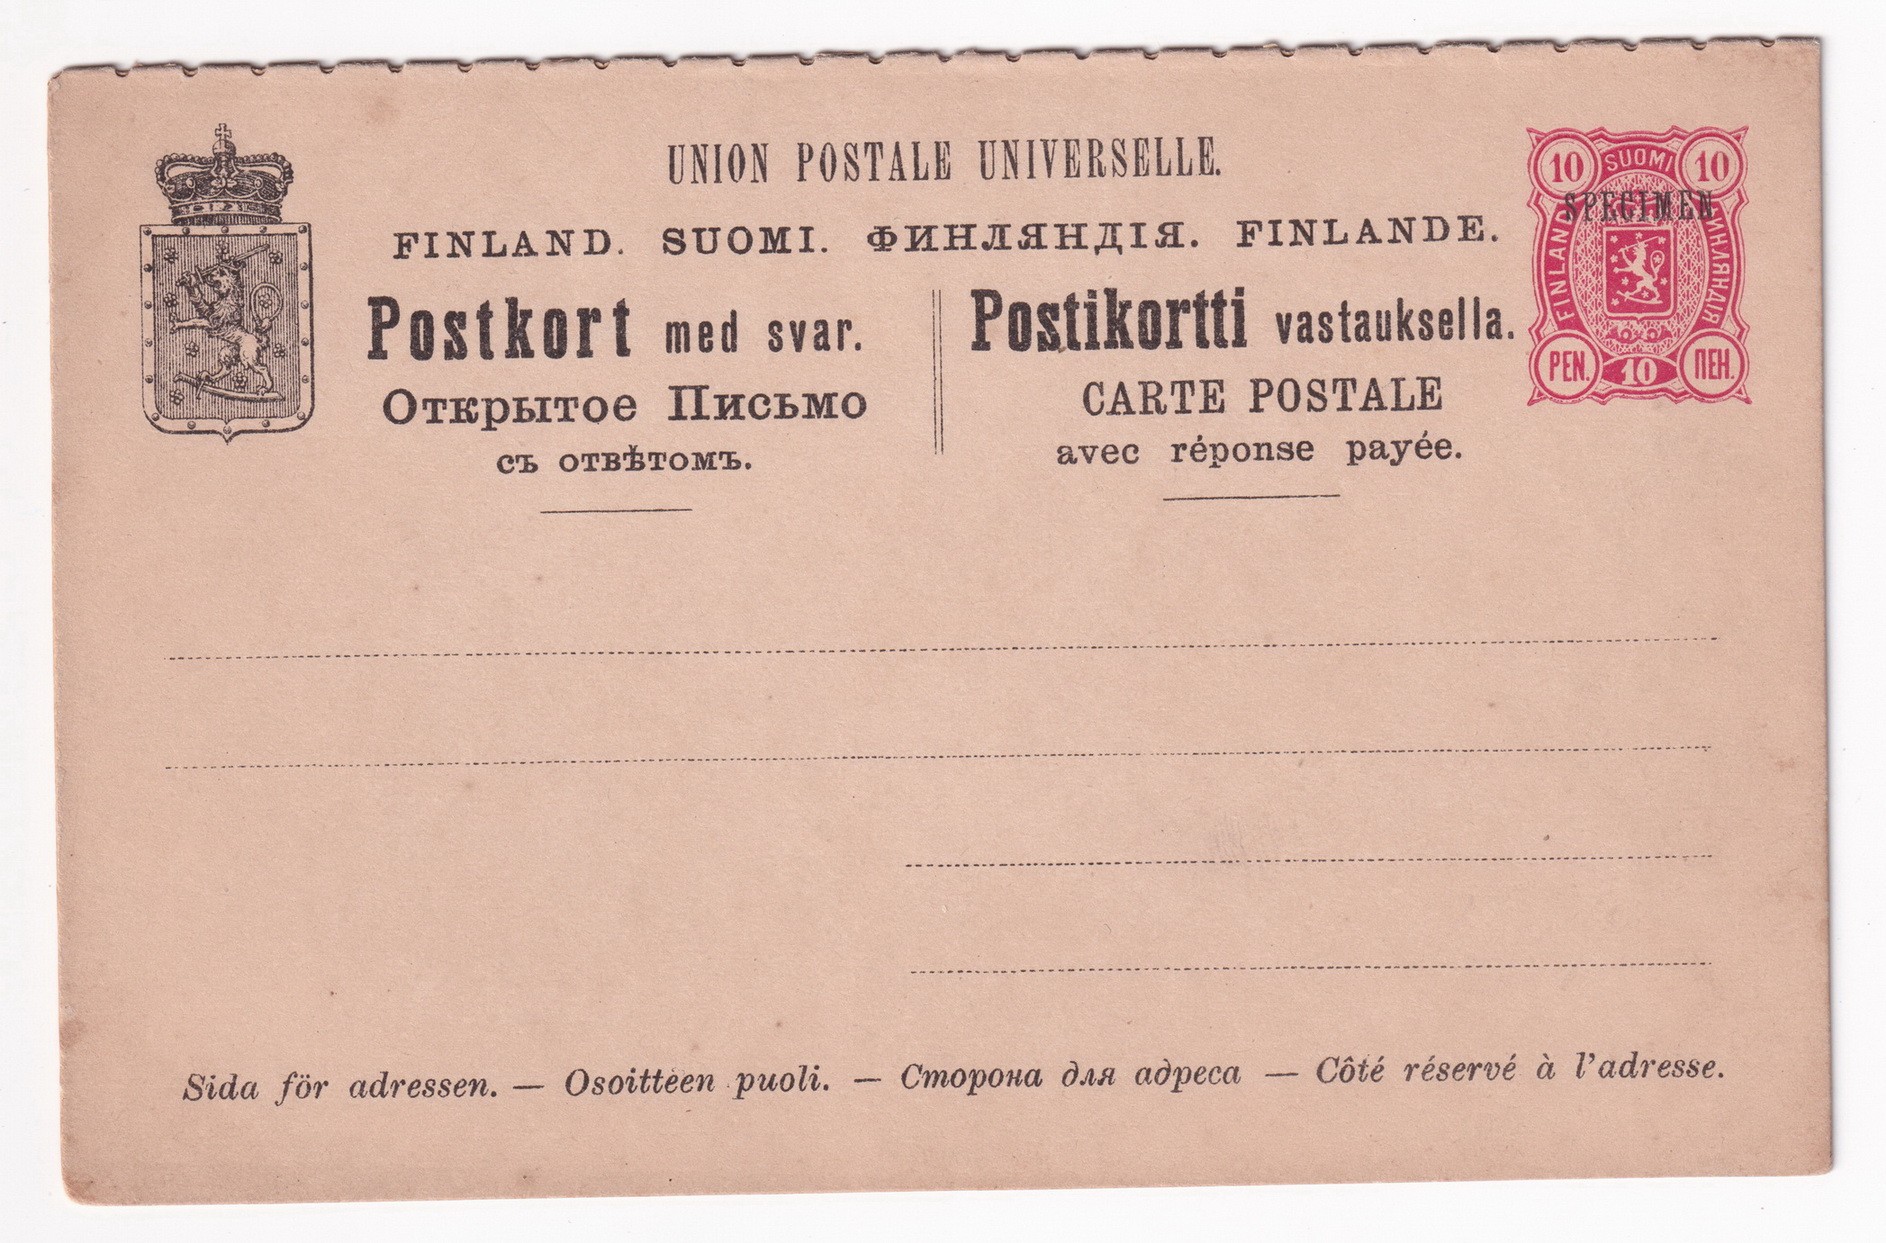 UNION POSTALE UNIVERSELLE.
FINLAND. SUOMI. ФИНЛЯНДІЯ. FINLANDE.
Postkort med svar.
Открытое Письмо
съ отвѣтомъ.
Postikortti vastauksella.
CARTE POSTALE
avec réponse payée.
10 SUOMI 10
SPECIMEN
FINLAND
ФИНЛЯНДІЯ
PEN. 10 ПЕН.
Sida för adressen. — Osoitteen puoli. — Сторона для адреса — Côté réservé à l'adresse.